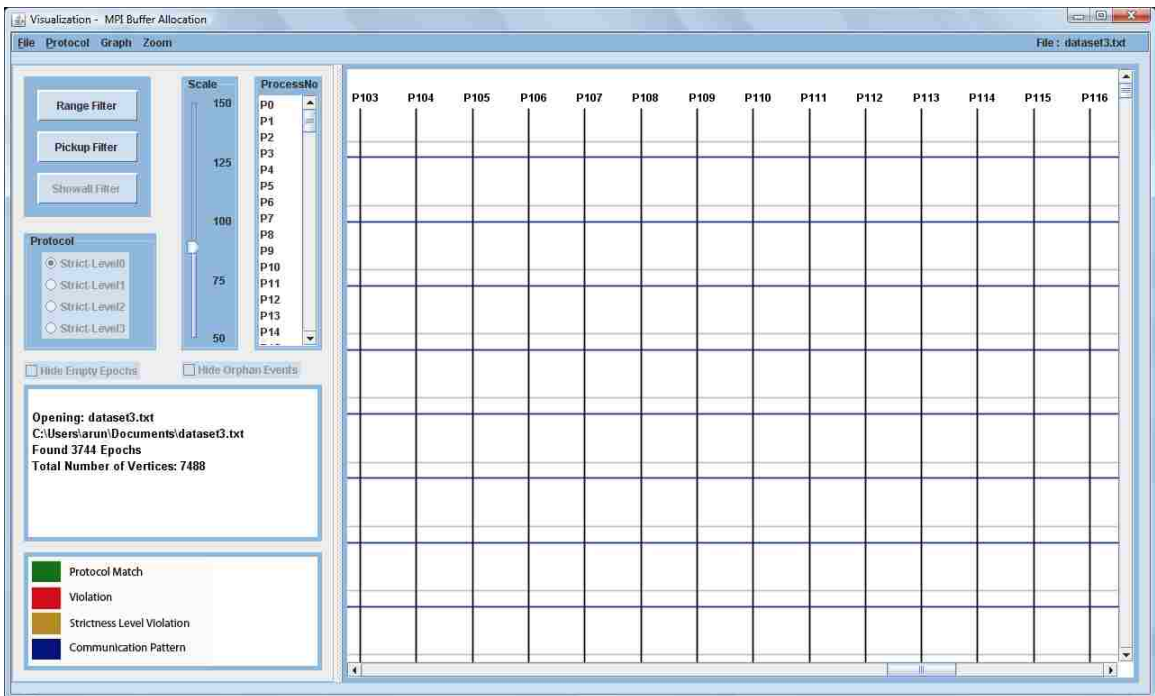 Visualization - MPI Buffer Allocation
File Protocol Graph Zoom
File : dataset3.txt
Range Filter
Pickup Filter
Showall Filter
Protocol
Strict-Level0
Strict-Level1
Strict-Level2
Strict-Level3
Scale
150
125
100
75
50
ProcessNo
P0
P1
P2
P3
P4
P5
P6
P7
P8
P9
P10
P11
P12
P13
P14
Hide Empty Epochs
Hide Orphan Events
Opening: dataset3.txt
C:\Users\arun\Documents\dataset3.txt
Found 3744 Epochs
Total Number of Vertices: 7488
Protocol Match
Violation
Strictness Level Violation
Communication Pattern
P103 P104 P105 P106 P107 P108 P109 P110 P111 P112 P113 P114 P115 P116